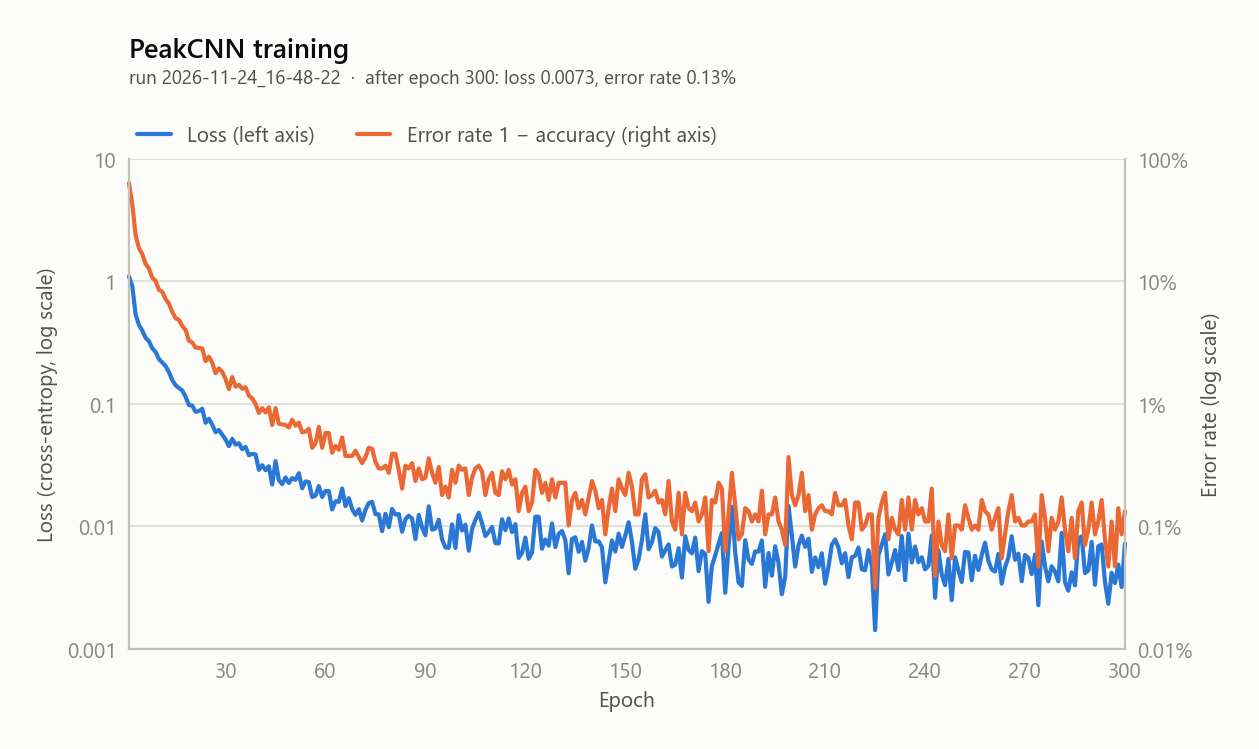 PeakCNN training
run 2026-11-24_16-48-22 · after epoch 300: loss 0.0073, error rate 0.13%
Loss (left axis)
Error rate 1 − accuracy (right axis)
10
1
0.1
0.01
0.001
Loss (cross-entropy, log scale)
100%
10%
1%
0.1%
0.01%
Error rate (log scale)
30 60 90 120 150 180 210 240 270 300
Epoch